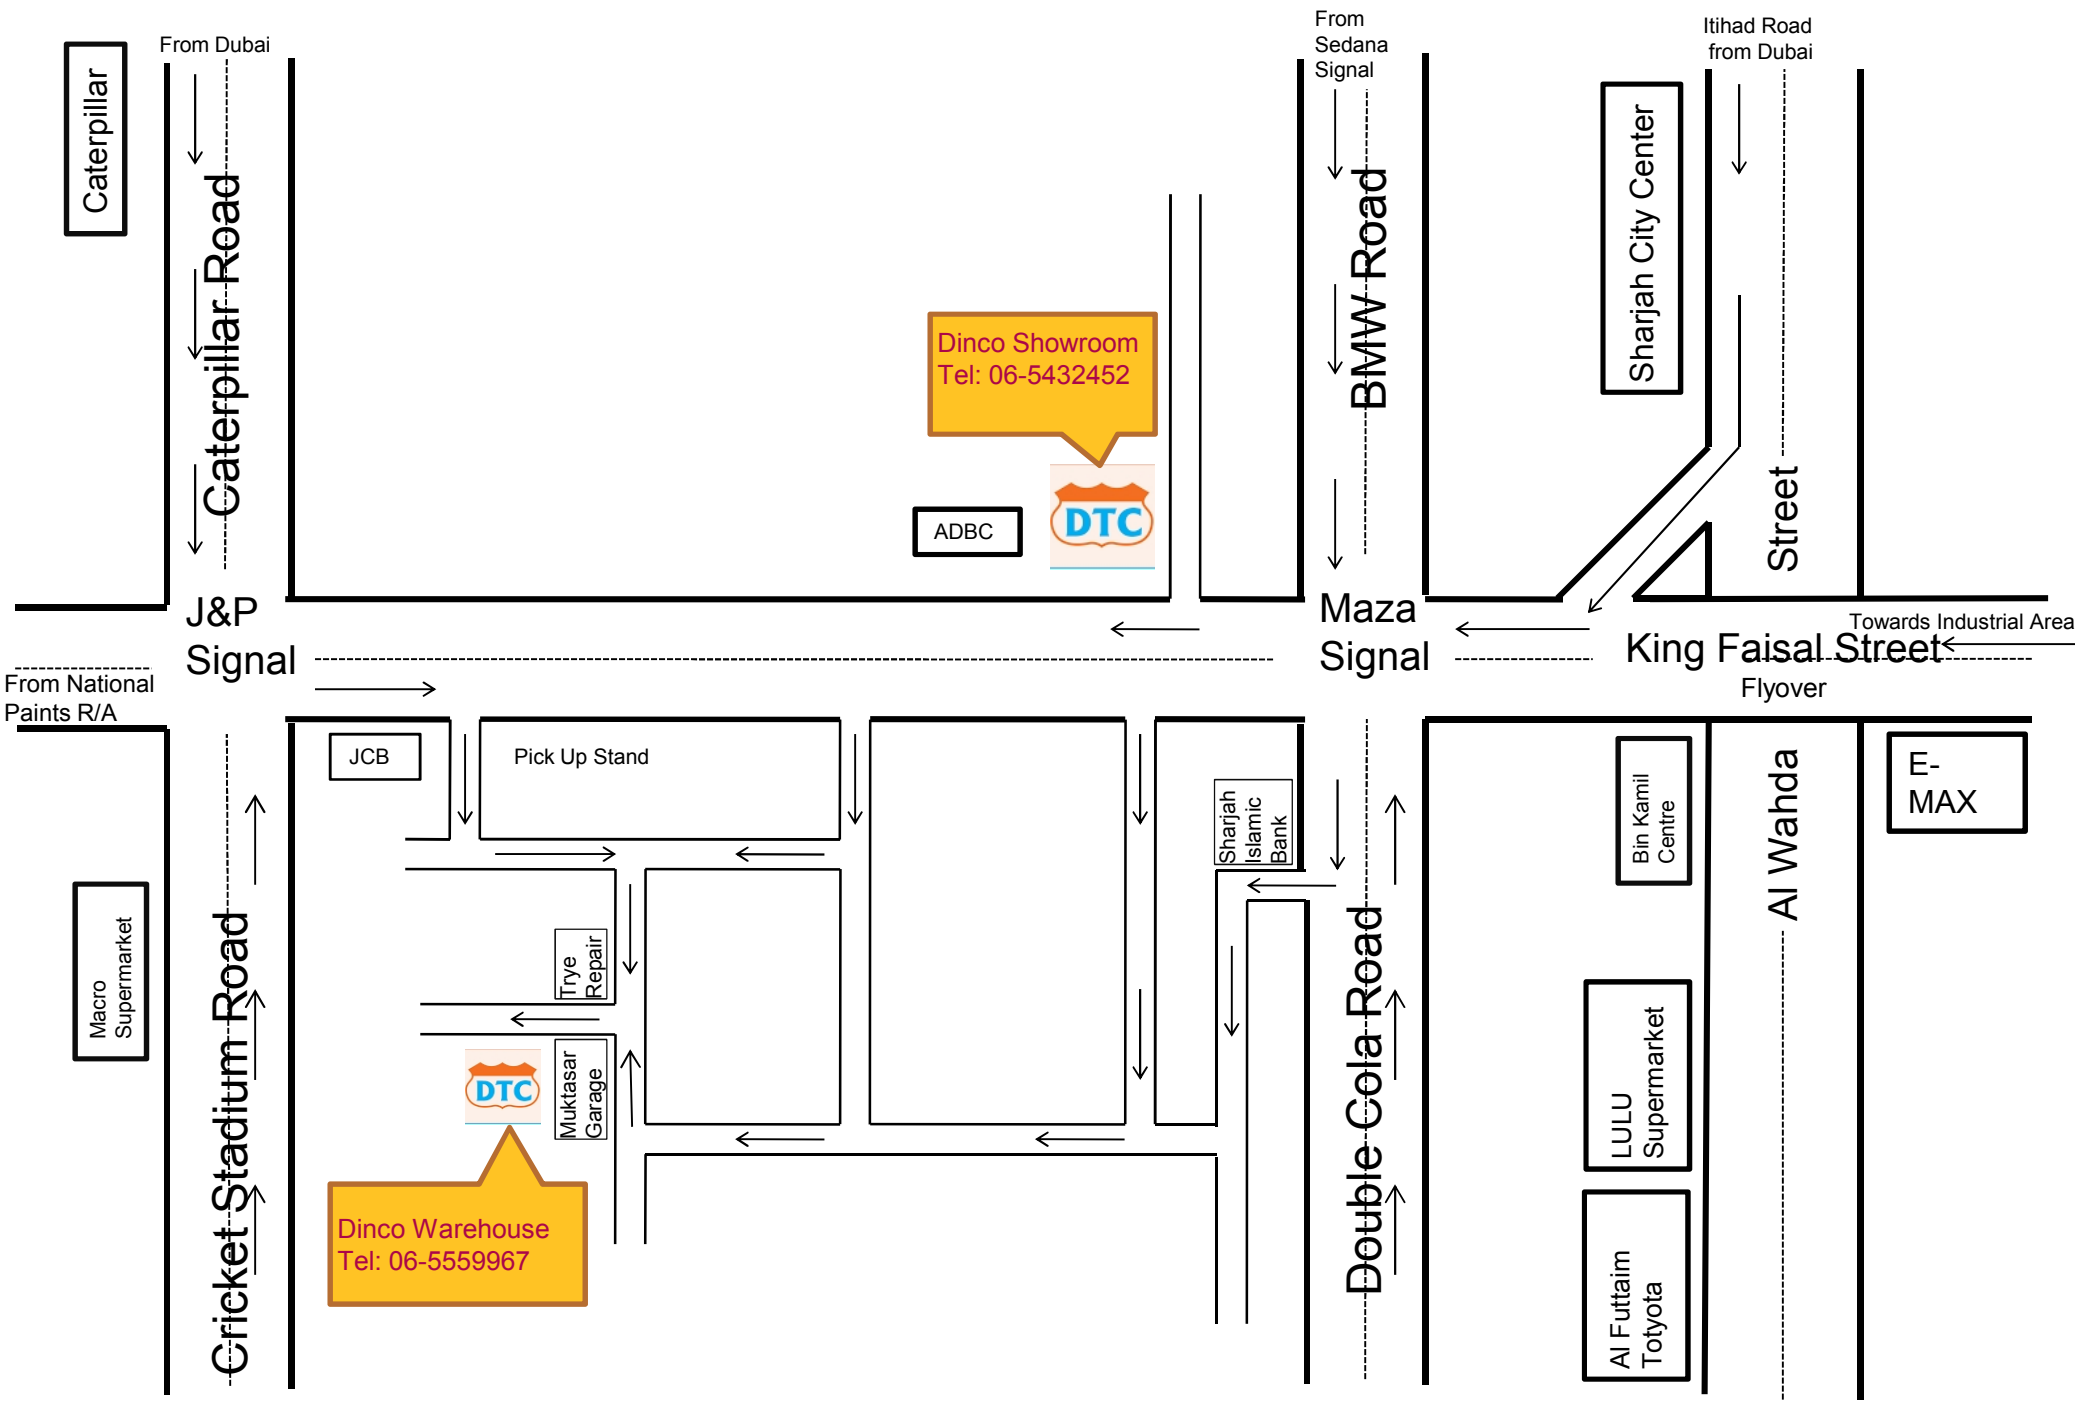 From Dubai
From
Sedana
Signal
Itihad Road
from Dubai
Caterpillar
Caterpillar Road
BMW Road
Sharjah City Center
Dinco Showroom
Tel: 06-5432452
ADBC
DTC
Street
J&P
Signal
Maza
Signal
Towards Industrial Area
King Faisal Street
Flyover
From National
Paints R/A
JCB
Pick Up Stand
Sharjah
Islamic
Bank
Bin Kamil
Centre
Al Wahda
E-
MAX
Macro
Supermarket
Cricket Stadium Road
Trye
Repair
Double Cola Road
LULU
Supermarket
DTC
Muktasar
Garage
Dinco Warehouse
Tel: 06-5559967
Al Futtaim
Totyota